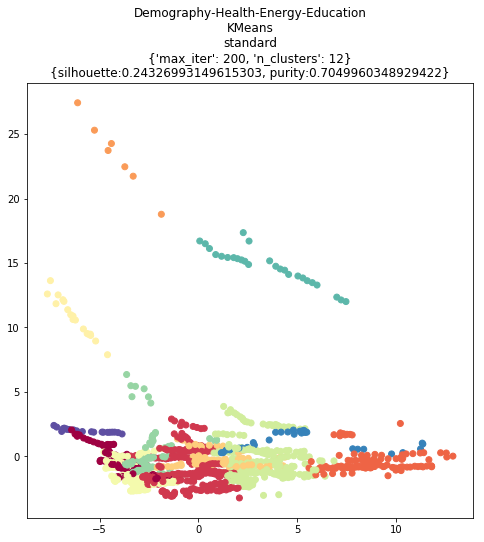 Demography-Health-Energy-Education
KMeans
standard
{'max_iter': 200, 'n_clusters': 12}
{silhouette:0.24326993149615303, purity:0.7049960348929422}
25
20
15
10
5
0
−5
0
5
10